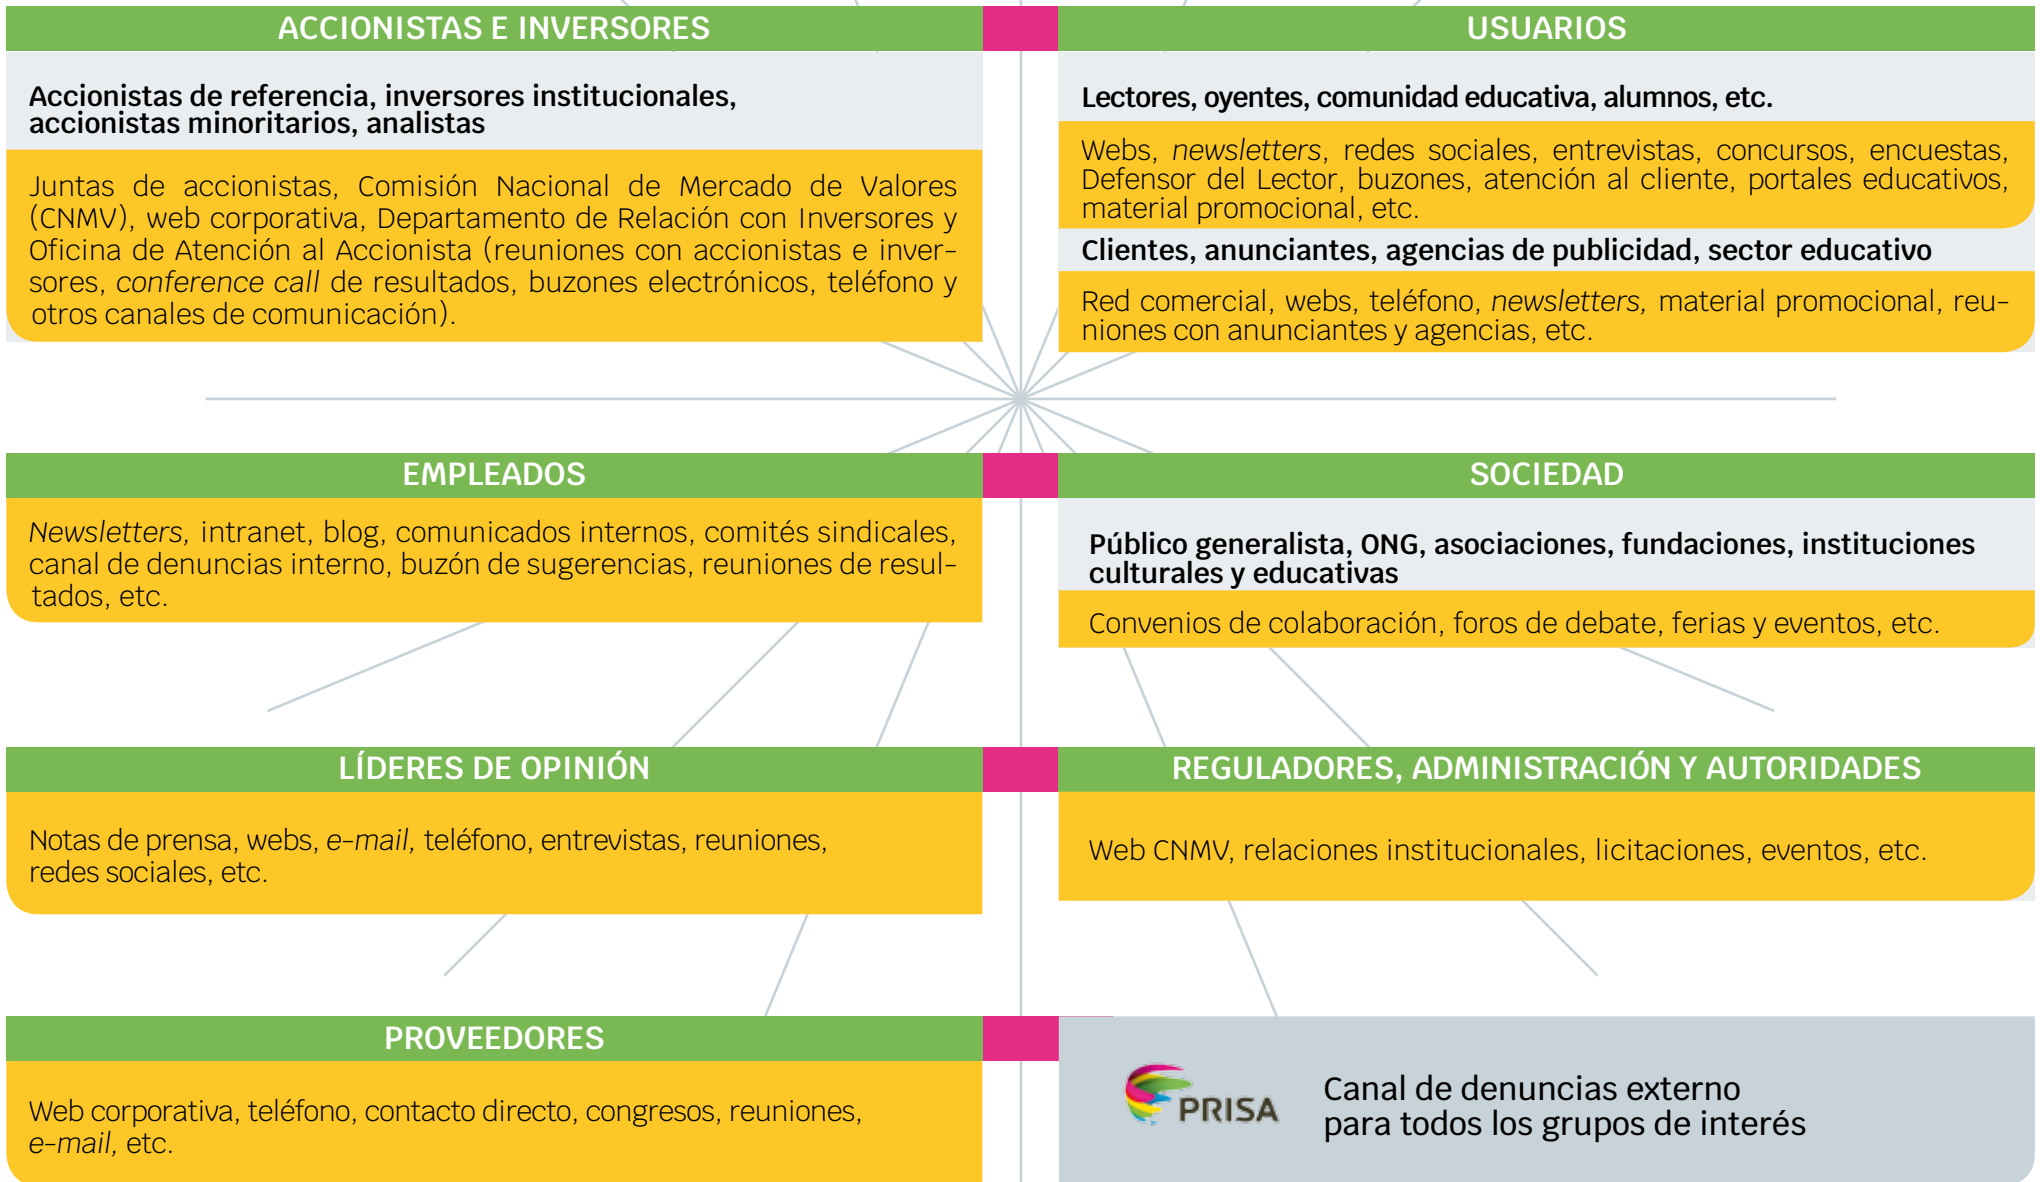 ACCIONISTAS E INVERSORES
Accionistas de referencia, inversores institucionales,
accionistas minoritarios, analistas
Juntas de accionistas, Comisión Nacional de Mercado de Valores
(CNMV), web corporativa, Departamento de Relación con Inversores y
Oficina de Atención al Accionista (reuniones con accionistas e inver-
sores, conference call de resultados, buzones electrónicos, teléfono y
otros canales de comunicación).
USUARIOS
Lectores, oyentes, comunidad educativa, alumnos, etc.
Webs, newsletters, redes sociales, entrevistas, concursos, encuestas,
Defensor del Lector, buzones, atención al cliente, portales educativos,
material promocional, etc.
Clientes, anunciantes, agencias de publicidad, sector educativo
Red comercial, webs, teléfono, newsletters, material promocional, reu-
niones con anunciantes y agencias, etc.
EMPLEADOS
Newsletters, intranet, blog, comunicados internos, comités sindicales,
canal de denuncias interno, buzón de sugerencias, reuniones de resul-
tados, etc.
SOCIEDAD
Público generalista, ONG, asociaciones, fundaciones, instituciones
culturales y educativas
Convenios de colaboración, foros de debate, ferias y eventos, etc.
LÍDERES DE OPINIÓN
Notas de prensa, webs, e-mail, teléfono, entrevistas, reuniones,
redes sociales, etc.
REGULADORES, ADMINISTRACIÓN Y AUTORIDADES
Web CNMV, relaciones institucionales, licitaciones, eventos, etc.
PROVEEDORES
Web corporativa, teléfono, contacto directo, congresos, reuniones,
e-mail, etc.
PRISA
Canal de denuncias externo
para todos los grupos de interés